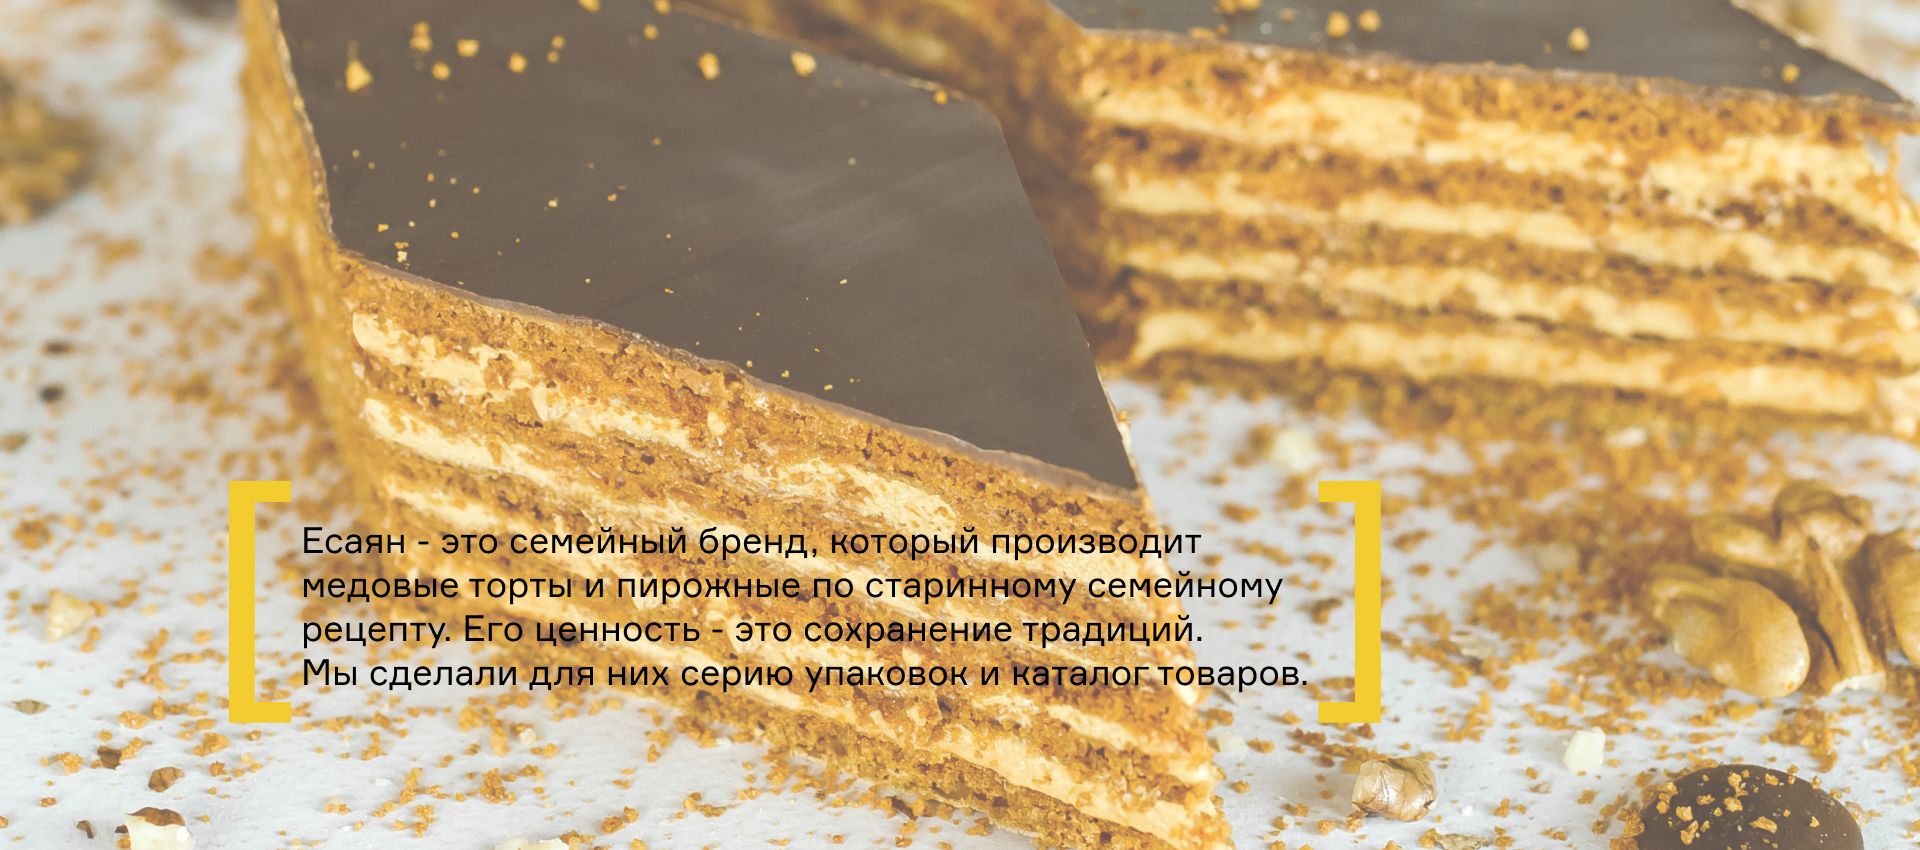 Есаян - это семейный бренд, который производит
медовые торты и пирожные по старинному семейному
рецепту. Его ценность - это сохранение традиций.
Мы сделали для них серию упаковок и каталог товаров.